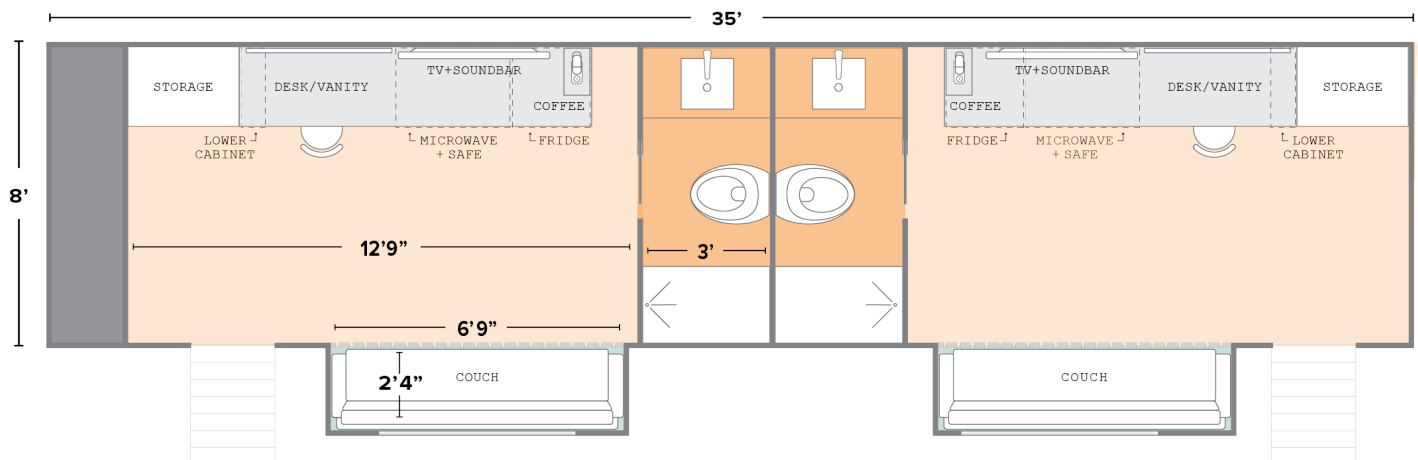 35’
8’
STORAGE
DESK/VANITY
TV+SOUNDBAR
COFFEE
LOWER
CABINET
MICROWAVE
+ SAFE
FRIDGE
12’9”
3’
6’9”
2’4”
COUCH
TV+SOUNDBAR
COFFEE
DESK/VANITY
STORAGE
FRIDGE
MICROWAVE
+ SAFE
LOWER
CABINET
COUCH